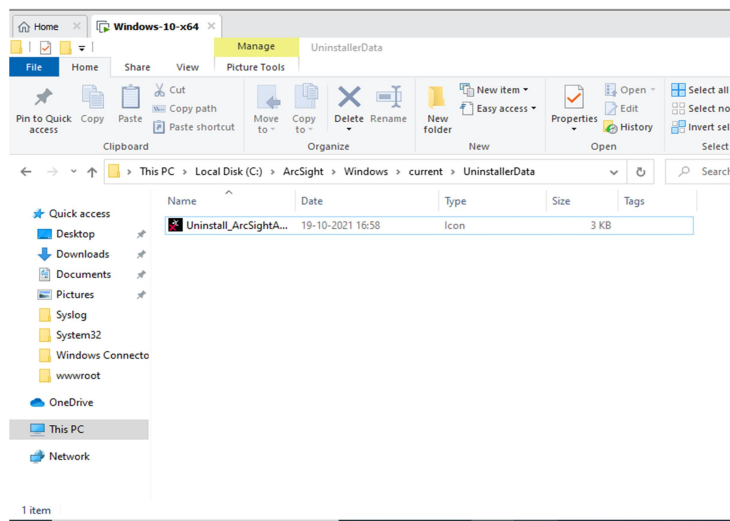 Home
Windows-10-x64
Manage
UninstallerData
File
Home
Share
View
Picture Tools
Pin to Quick access
Copy
Paste
Cut
Copy path
Paste shortcut
Clipboard
Move to
Copy to
Delete
Rename
Organize
New folder
New item
Easy access
New
Properties
Open
Edit
History
Open
Select all
Select no
Invert sel
Select
This PC > Local Disk (C:) > ArcSight > Windows > current > UninstallerData
Search
Name
Date
Type
Size
Tags
Uninstall_ArcSightA... 19-10-2021 16:58 Icon 3 KB
Quick access
Desktop
Downloads
Documents
Pictures
Syslog
System32
Windows Connecto
wwwroot
OneDrive
This PC
Network
1 item